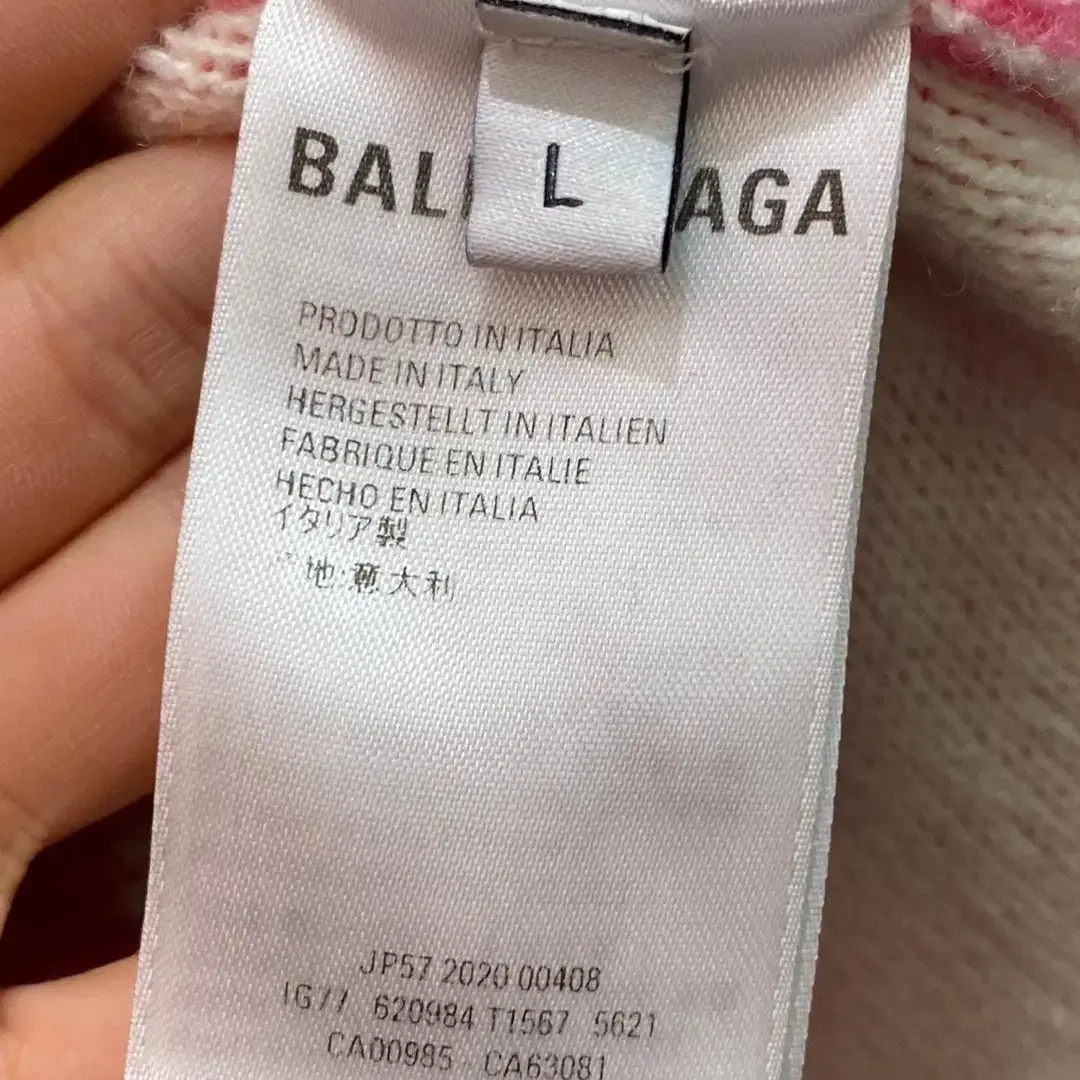 L
BAL AGA
PRODOTTO IN ITALIA
MADE IN ITALY
HERGESTELLT IN ITALIEN
FABRIQUE EN ITALIE
HECHO EN ITALIA
イタリア製
地:意大利
JP57 2020 00408
IG77 620984 T1567 5621
CA00985 CA63081